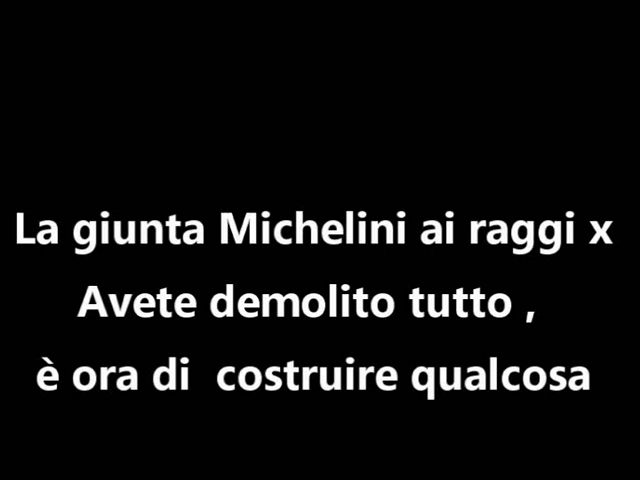 La giunta Michelini ai raggi x
Avete demolito tutto ,
è ora di  costruire qualcosa